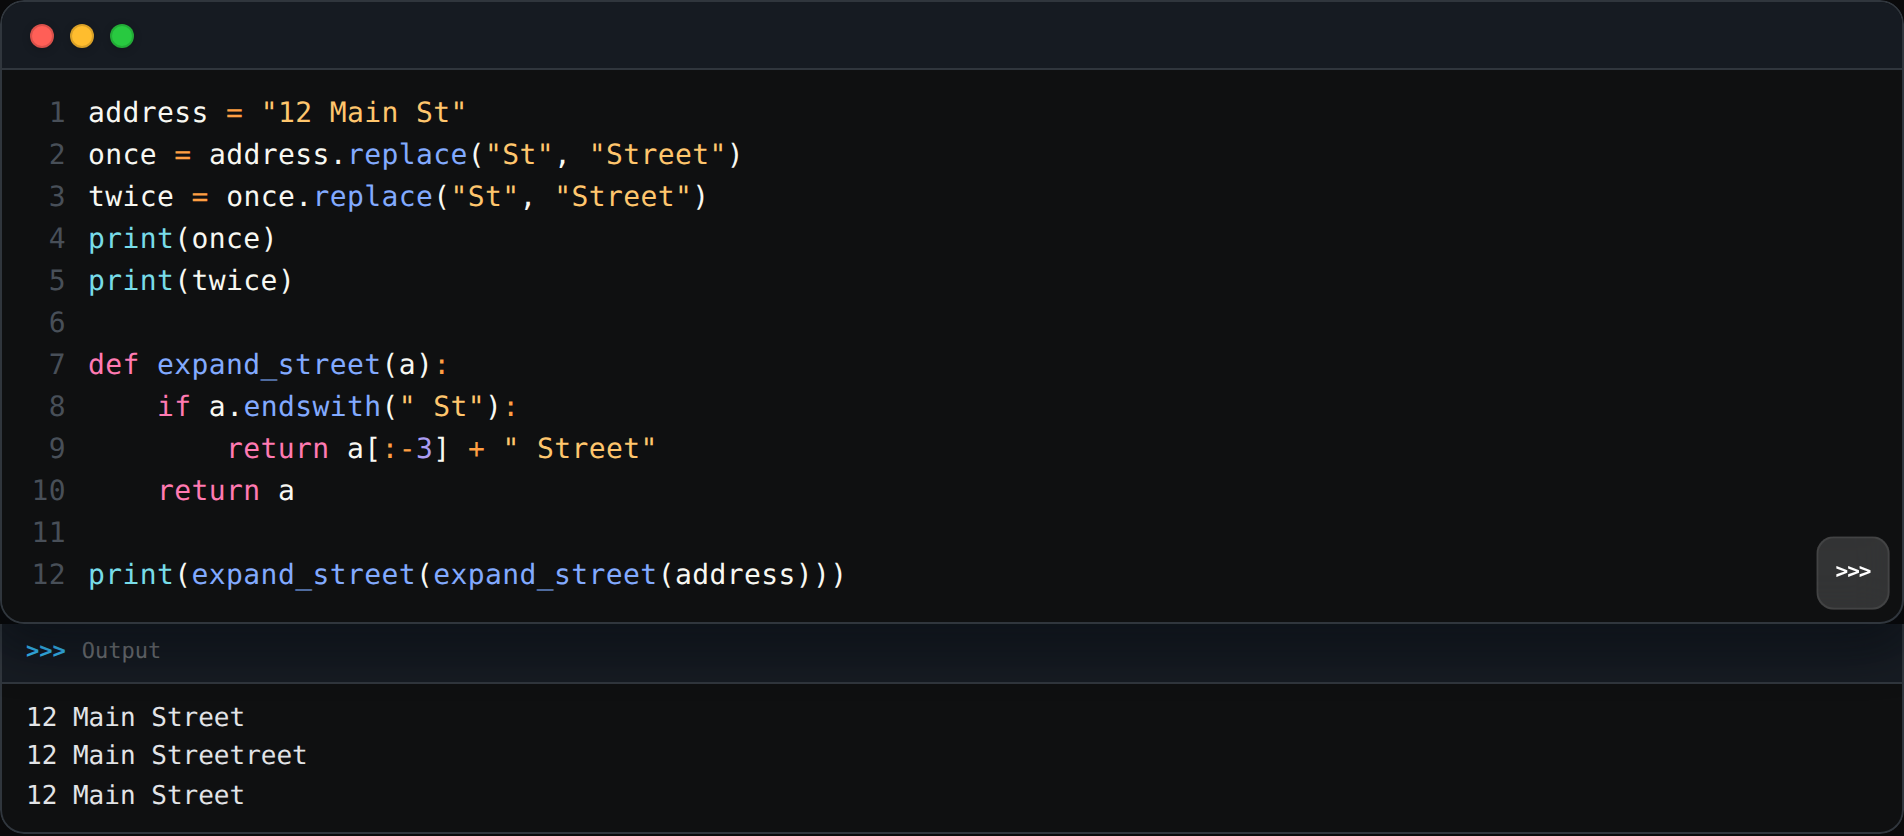 1 address = "12 Main St"
2 once = address.replace("St", "Street")
3 twice = once.replace("St", "Street")
4 print(once)
5 print(twice)
6
7 def expand_street(a):
8     if a.endswith(" St"):
9         return a[:-3] + " Street"
10     return a
11
12 print(expand_street(expand_street(address)))
>>>
>>> Output
12 Main Street
12 Main Streetreet
12 Main Street